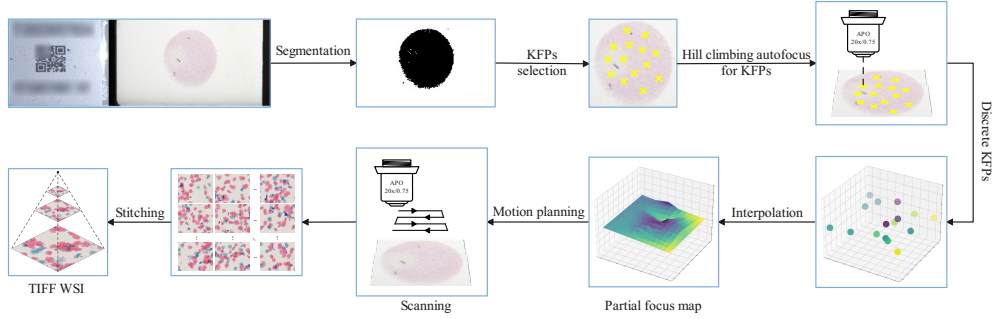 Segmentation
KFPs
selection
Hill climbing autofocus
for KFPs
APO
20x/0.75
Discrete KFPs
Interpolation
Partial focus map
Motion planning
APO
20x/0.75
Scanning
Stitching
TIFF WSI